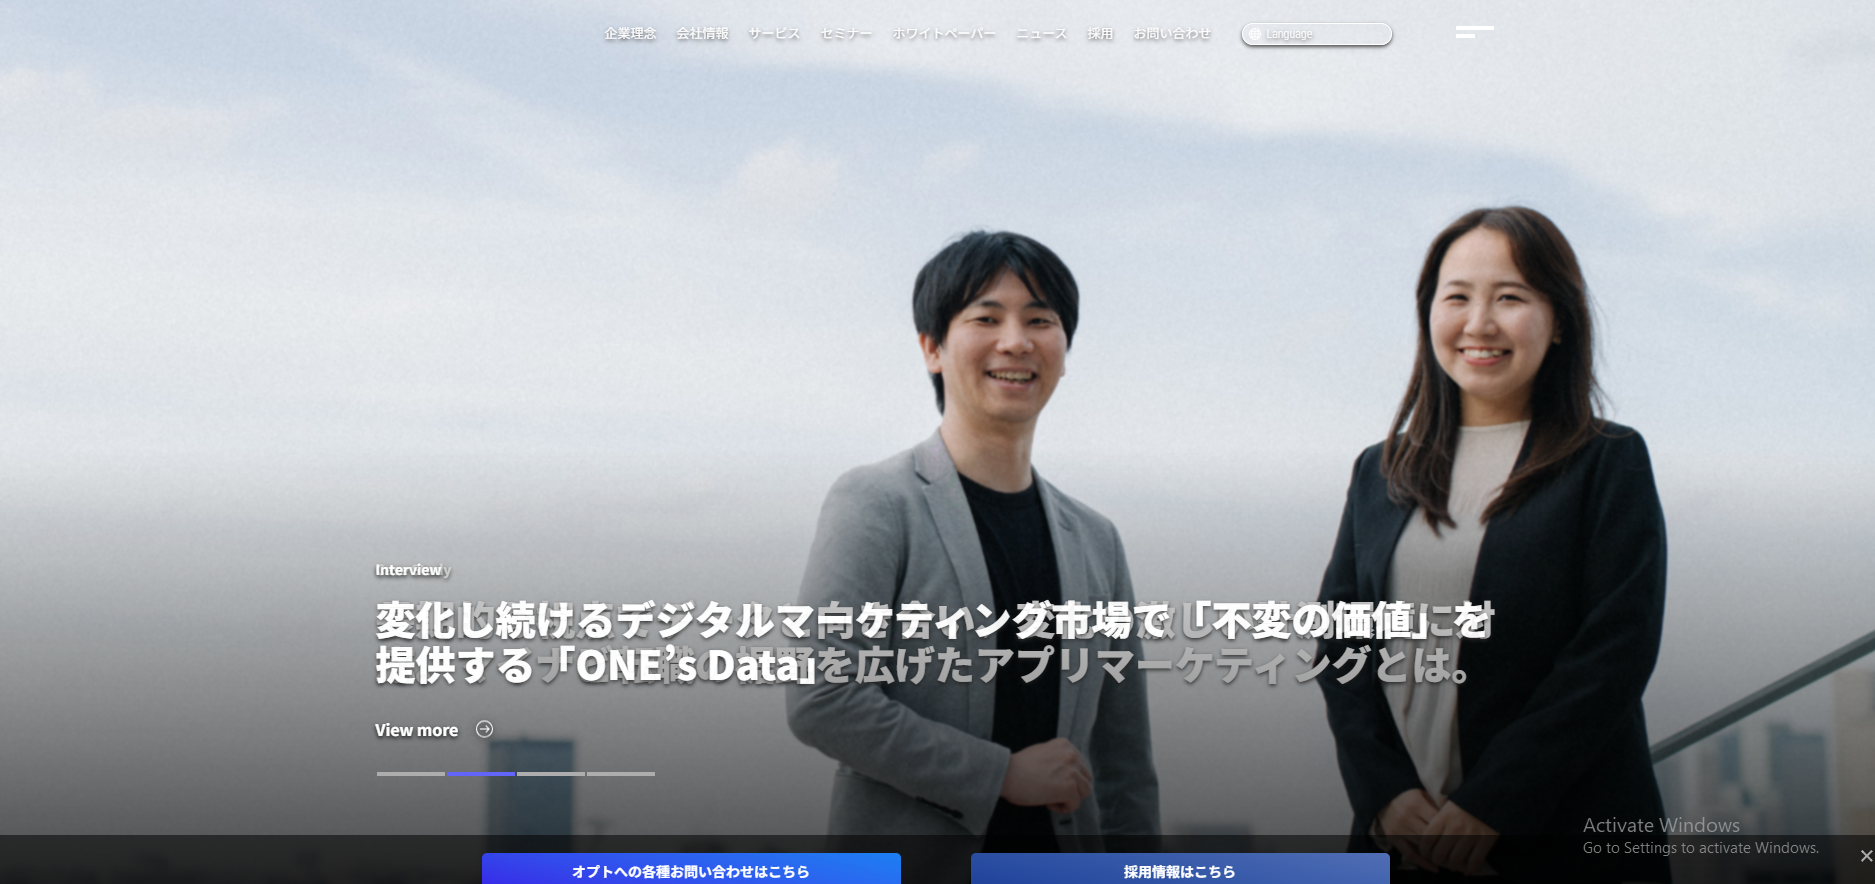 企業理念 会社情報 サービス セミナー ホワイトペーパー ニュース 採用 お問い合わせ Language
Interview
変化し続けるデジタルマーケティング市場で「不変の価値」を
提供する「ONE’s Data」
を広げたアプリマーケティングとは。
View more
Activate Windows
Go to Settings to activate Windows.
オプトへの各種お問い合わせはこちら
採用情報はこちら